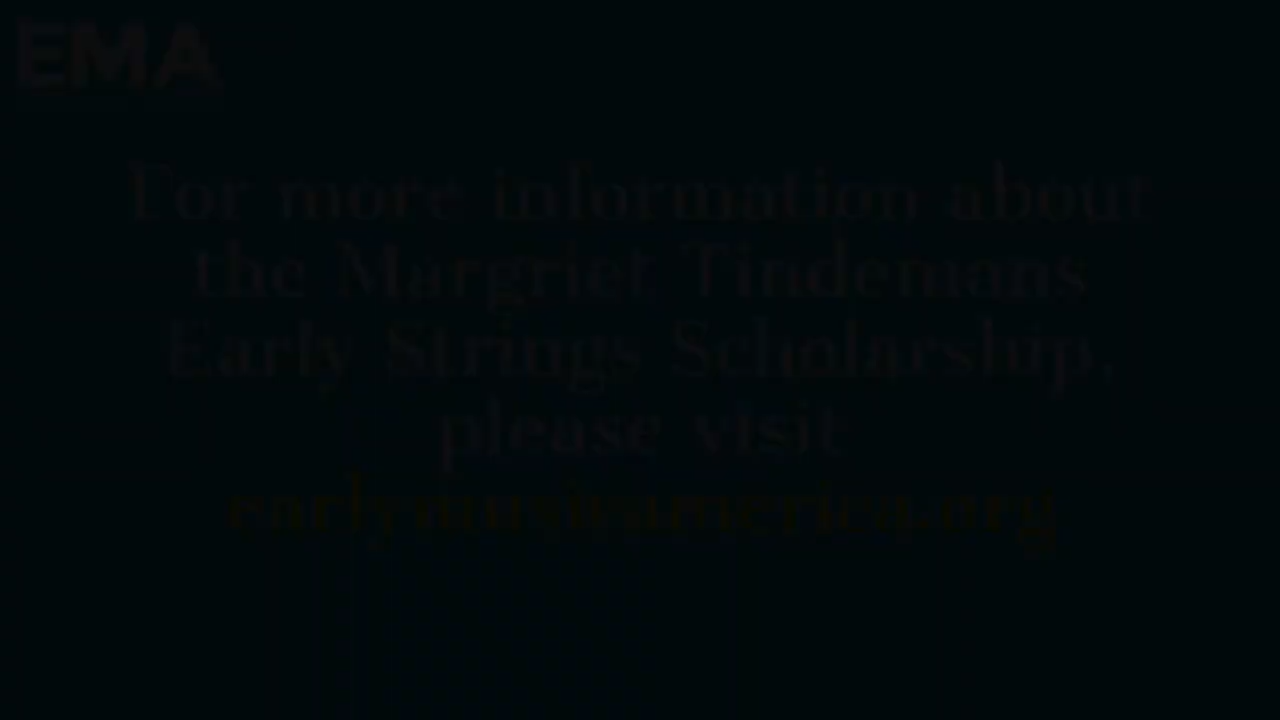 EMA
For more information about
the Margriet Tindemans
Early Strings Scholarship,
please visit
earlymusicamerica.org